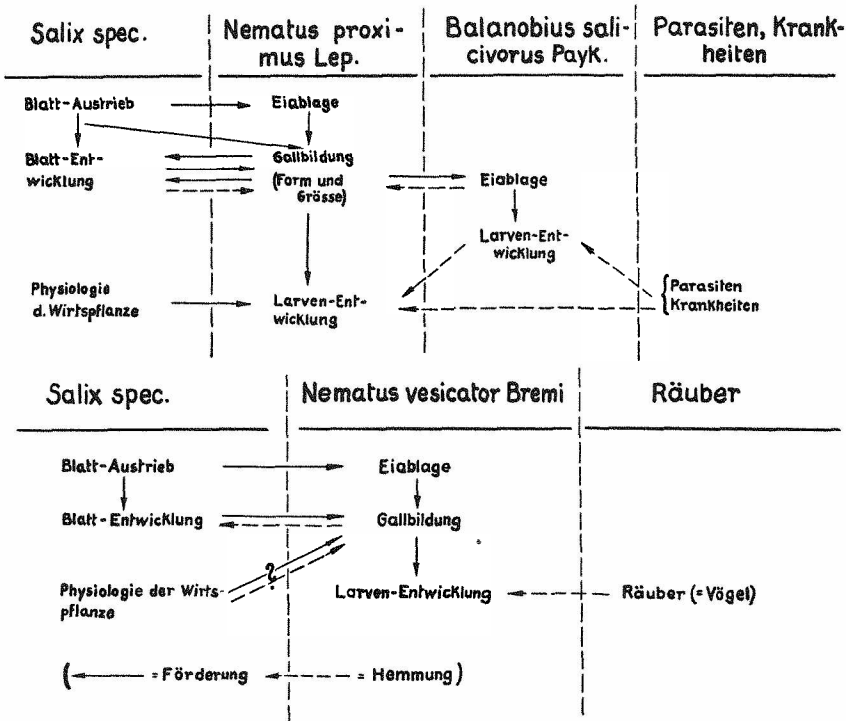 Salix spec.
Nematus proxi-
mus Lep.
Balanobius sali-
civorus Payk.
Parasiten, Krank-
heiten
Blatt-Austrieb
Eiablage
Blatt-Ent-
wicklung
Gallbildung
(Form und
Grösse)
Eiablage
Larven-Ent-
wicklung
Physiologie
d. Wirtspflanze
Larven-Ent-
wicklung
{Parasiten
Krankheiten
Salix spec.
Nematus vesicator Bremi
Räuber
Blatt-Austrieb
Eiablage
Blatt-Entwicklung
Gallbildung
?
Physiologie der Wirts-
pflanze
Larven-Entwicklung
Räuber (=Vögel)
( = Förderung = Hemmung)